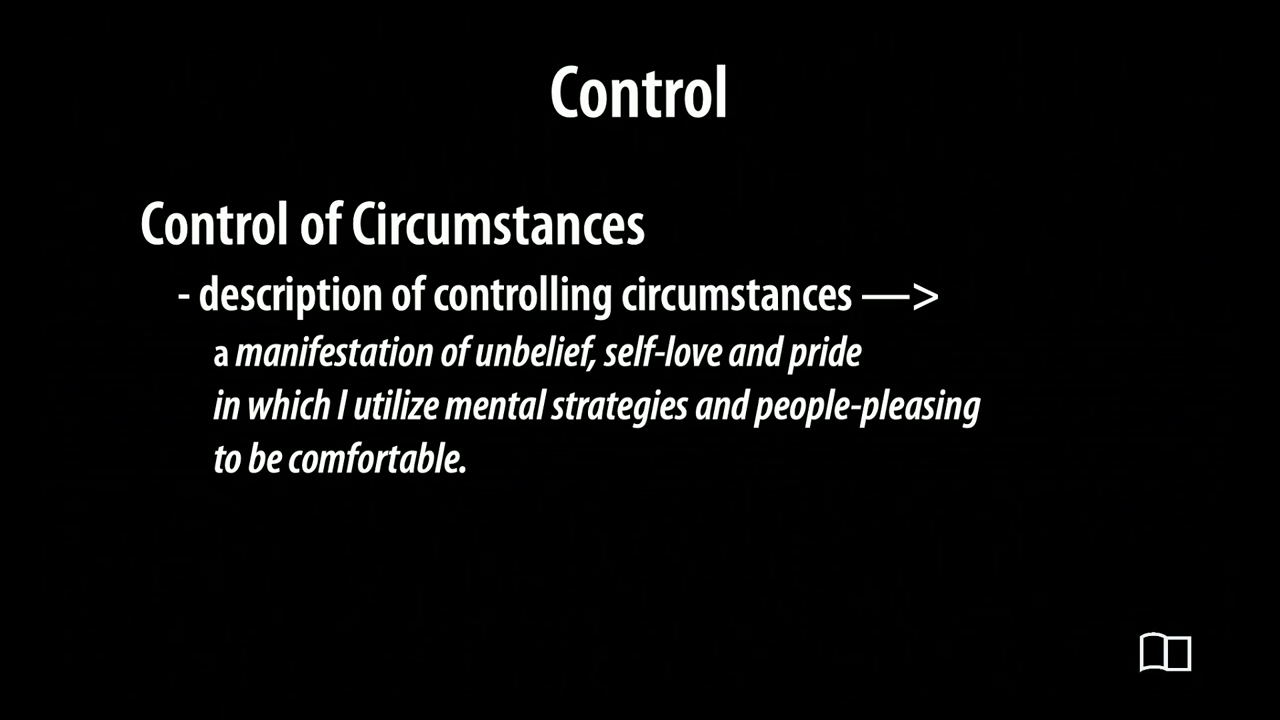 Control
Control of Circumstances
- description of controlling circumstances —>
a manifestation of unbelief, self-love and pride
in which I utilize mental strategies and people-pleasing
to be comfortable.